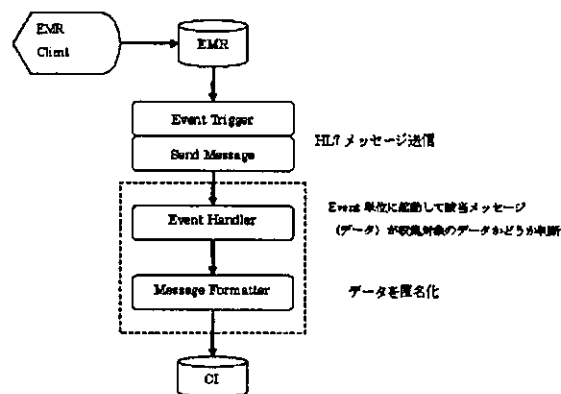 EMR
Client
EMR
Event Trigger
Send Message
HL7 メッセージ送信
Event Handler
Event 単位に起動して該当メッセージ
(データ) が収集対象のデータかどうか判断
Message Formatter
データを匿名化
CI